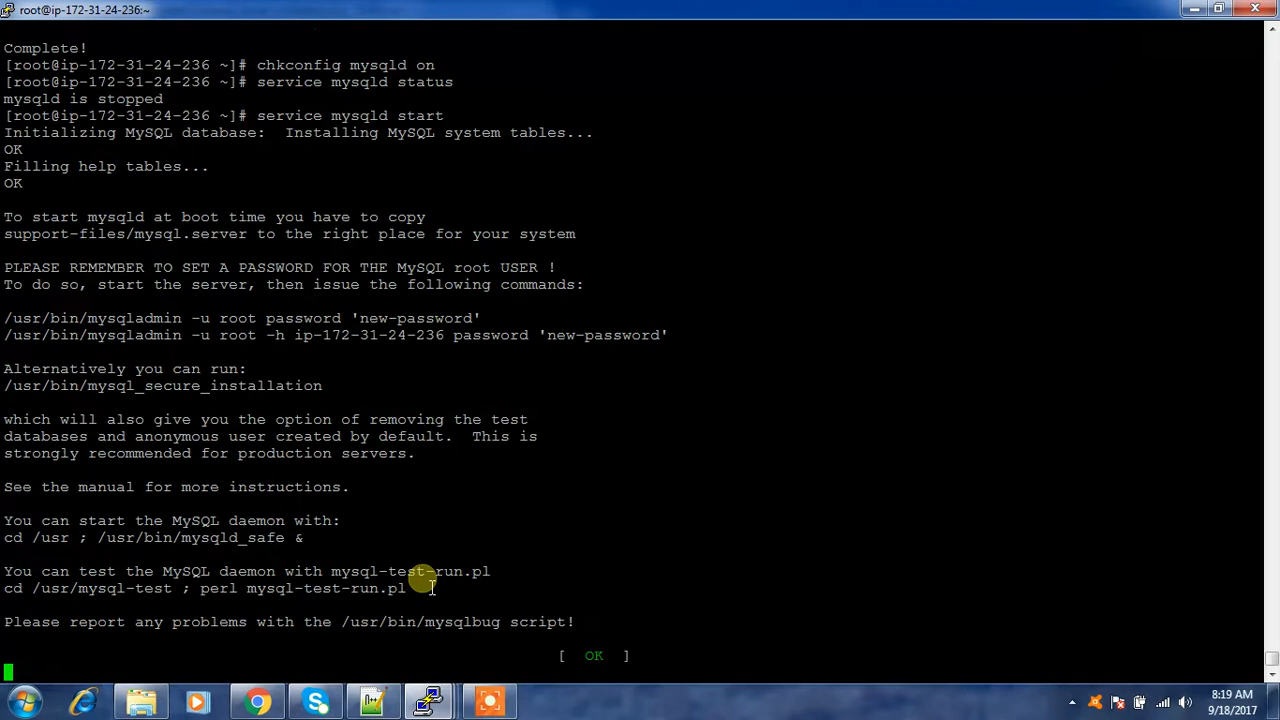 root@ip-172-31-24-236:~
Complete!
[root@ip-172-31-24-236 ~]# chkconfig mysqld on
[root@ip-172-31-24-236 ~]# service mysqld status
mysqld is stopped
[root@ip-172-31-24-236 ~]# service mysqld start
Initializing MySQL database:  Installing MySQL system tables...
OK
Filling help tables...
OK
To start mysqld at boot time you have to copy
support-files/mysql.server to the right place for your system
PLEASE REMEMBER TO SET A PASSWORD FOR THE MySQL root USER !
To do so, start the server, then issue the following commands:
/usr/bin/mysqladmin -u root password 'new-password'
/usr/bin/mysqladmin -u root -h ip-172-31-24-236 password 'new-password'
Alternatively you can run:
/usr/bin/mysql_secure_installation
which will also give you the option of removing the test
databases and anonymous user created by default.  This is
strongly recommended for production servers.
See the manual for more instructions.
You can start the MySQL daemon with:
cd /usr ; /usr/bin/mysqld_safe &
You can test the MySQL daemon with mysql-test-run.pl
cd /usr/mysql-test ; perl mysql-test-run.pl
Please report any problems with the /usr/bin/mysqlbug script!
[  OK  ]
8:19 AM
9/18/2017